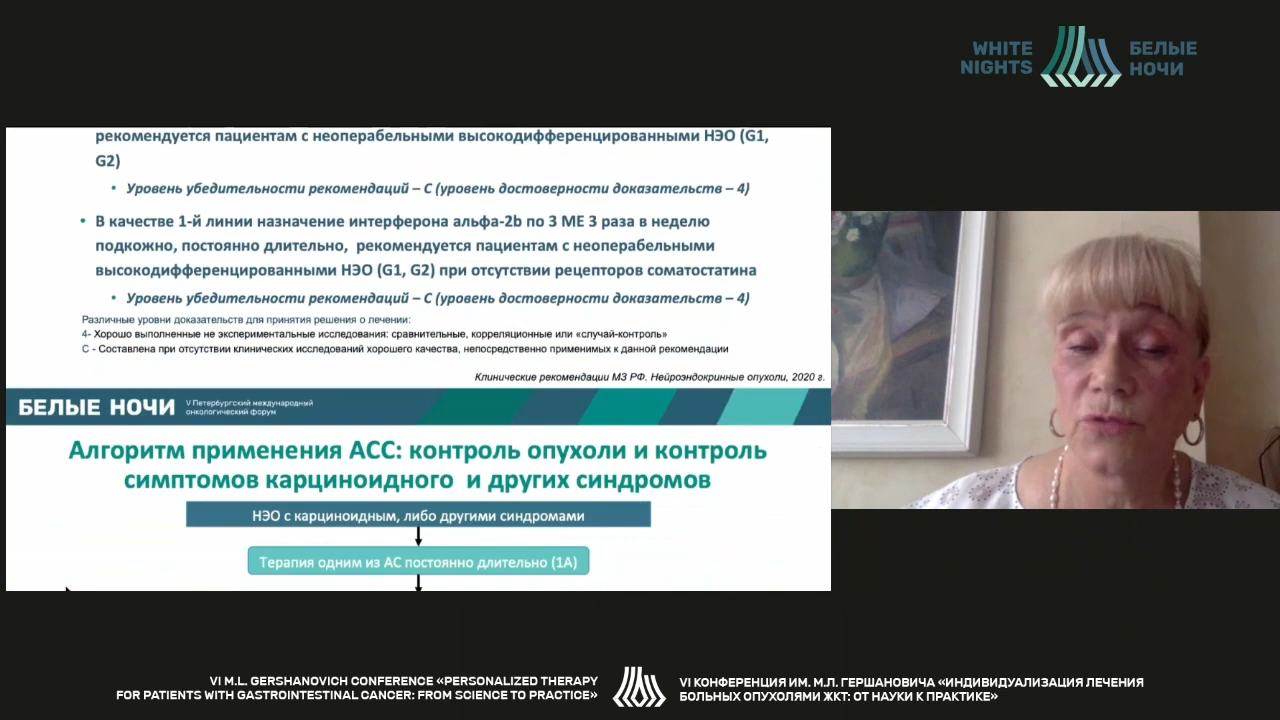 WHITE
NIGHTS
БЕЛЫЕ
НОЧИ
рекомендуется пациентам с неоперабельными высокодифференцированными НЭО (G1,
G2)
• Уровень убедительности рекомендаций – С (уровень достоверности доказательств – 4)
• В качестве 1-й линии назначение интерферона альфа-2b по 3 МЕ 3 раза в неделю
подкожно, постоянно длительно, рекомендуется пациентам с неоперабельными
высокодифференцированными НЭО (G1, G2) при отсутствии рецепторов соматостатина
• Уровень убедительности рекомендаций – С (уровень достоверности доказательств – 4)
Различные уровни доказательств для принятия решения о лечении:
4- Хорошо выполненные не экспериментальные исследования: сравнительные, корреляционные или «случай-контроль»
С - Составлена при отсутствии клинических исследований хорошего качества, непосредственно применимых к данной рекомендации
Клинические рекомендации МЗ РФ. Нейроэндокринные опухоли, 2020 г.
БЕЛЫЕ НОЧИ
V Петербургский международный
онкологический форум
Алгоритм применения АСС: контроль опухоли и контроль
симптомов карциноидного и других синдромов
НЭО с карциноидным, либо другими синдромами
Терапия одним из АС постоянно длительно (1А)
VI M.L. GERSHANOVICH CONFERENCE «PERSONALIZED THERAPY
FOR PATIENTS WITH GASTROINTESTINAL CANCER: FROM SCIENCE TO PRACTICE»
VI КОНФЕРЕНЦИЯ ИМ. М.Л. ГЕРШАНОВИЧА «ИНДИВИДУАЛИЗАЦИЯ ЛЕЧЕНИЯ
БОЛЬНЫХ ОПУХОЛЯМИ ЖКТ: ОТ НАУКИ К ПРАКТИКЕ»